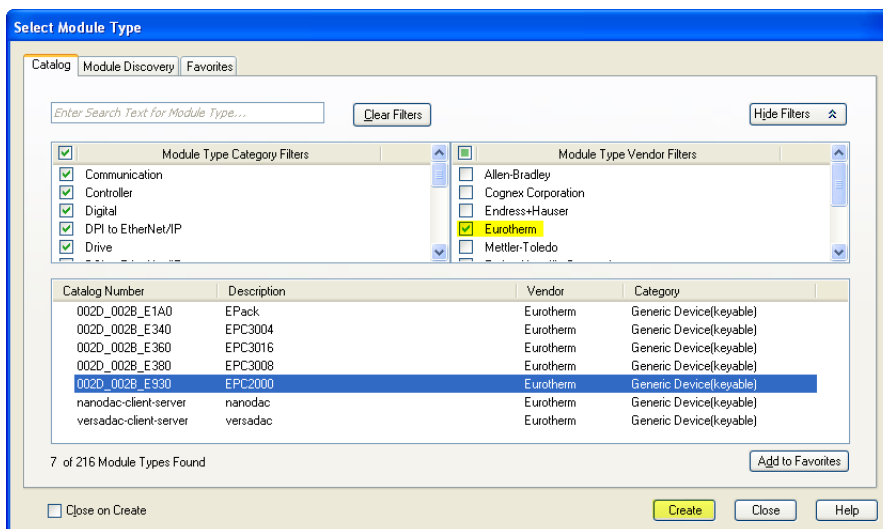 Select Module Type
Catalog Module Discovery Favorites
Enter Search Text for Module Type... Clear Filters Hide Filters
Module Type Category Filters Module Type Vendor Filters
Communication Allen-Bradley
Controller Cognex Corporation
Digital Endress+Hauser
DPI to EtherNet/IP Eurotherm
Drive Mettler-Toledo
Catalog Number Description Vendor Category
002D_002B_E1A0 EPack Eurotherm Generic Device(keyable)
002D_002B_E340 EPC3004 Eurotherm Generic Device(keyable)
002D_002B_E360 EPC3016 Eurotherm Generic Device(keyable)
002D_002B_E380 EPC3008 Eurotherm Generic Device(keyable)
002D_002B_E930 EPC2000 Eurotherm Generic Device(keyable)
nanodac-client-server nanodac Eurotherm Generic Device(keyable)
versadac-client-server versadac Eurotherm Generic Device(keyable)
7 of 216 Module Types Found Add to Favorites
Close on Create Create Close Help